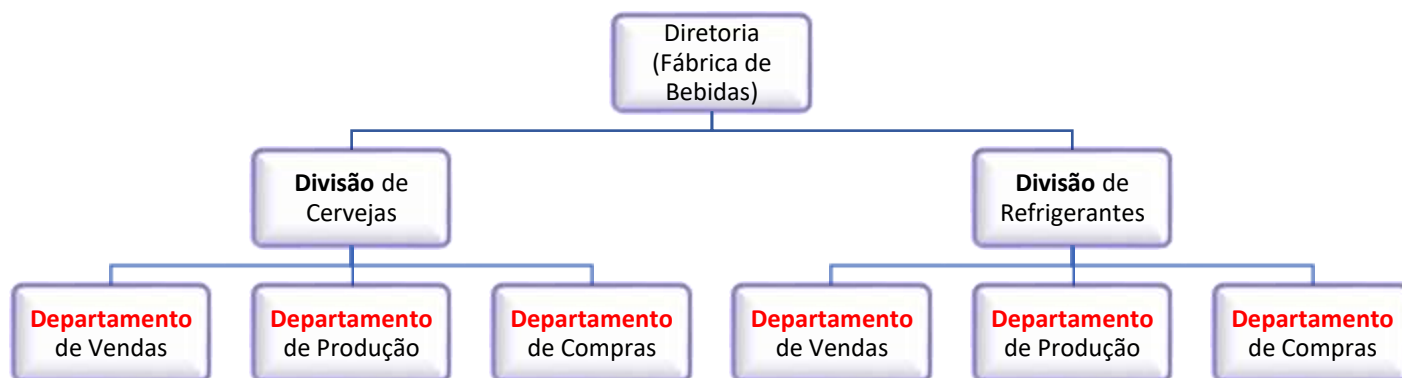 Diretoria
(Fábrica de
Bebidas)
Divisão de
Cervejas
Divisão de
Refrigerantes
Departamento
de Vendas
Departamento
de Produção
Departamento
de Compras
Departamento
de Vendas
Departamento
de Produção
Departamento
de Compras